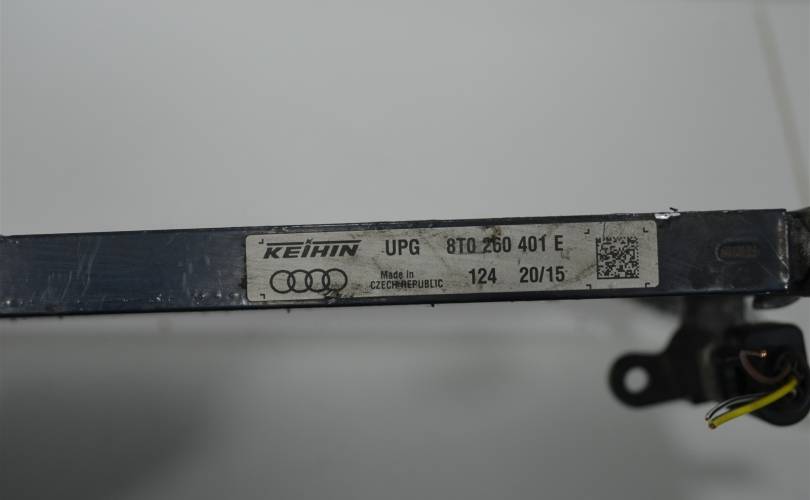 KEIHIN UPG 8T0 260 401 E
Made in
CZECH REPUBLIC 124 20/15